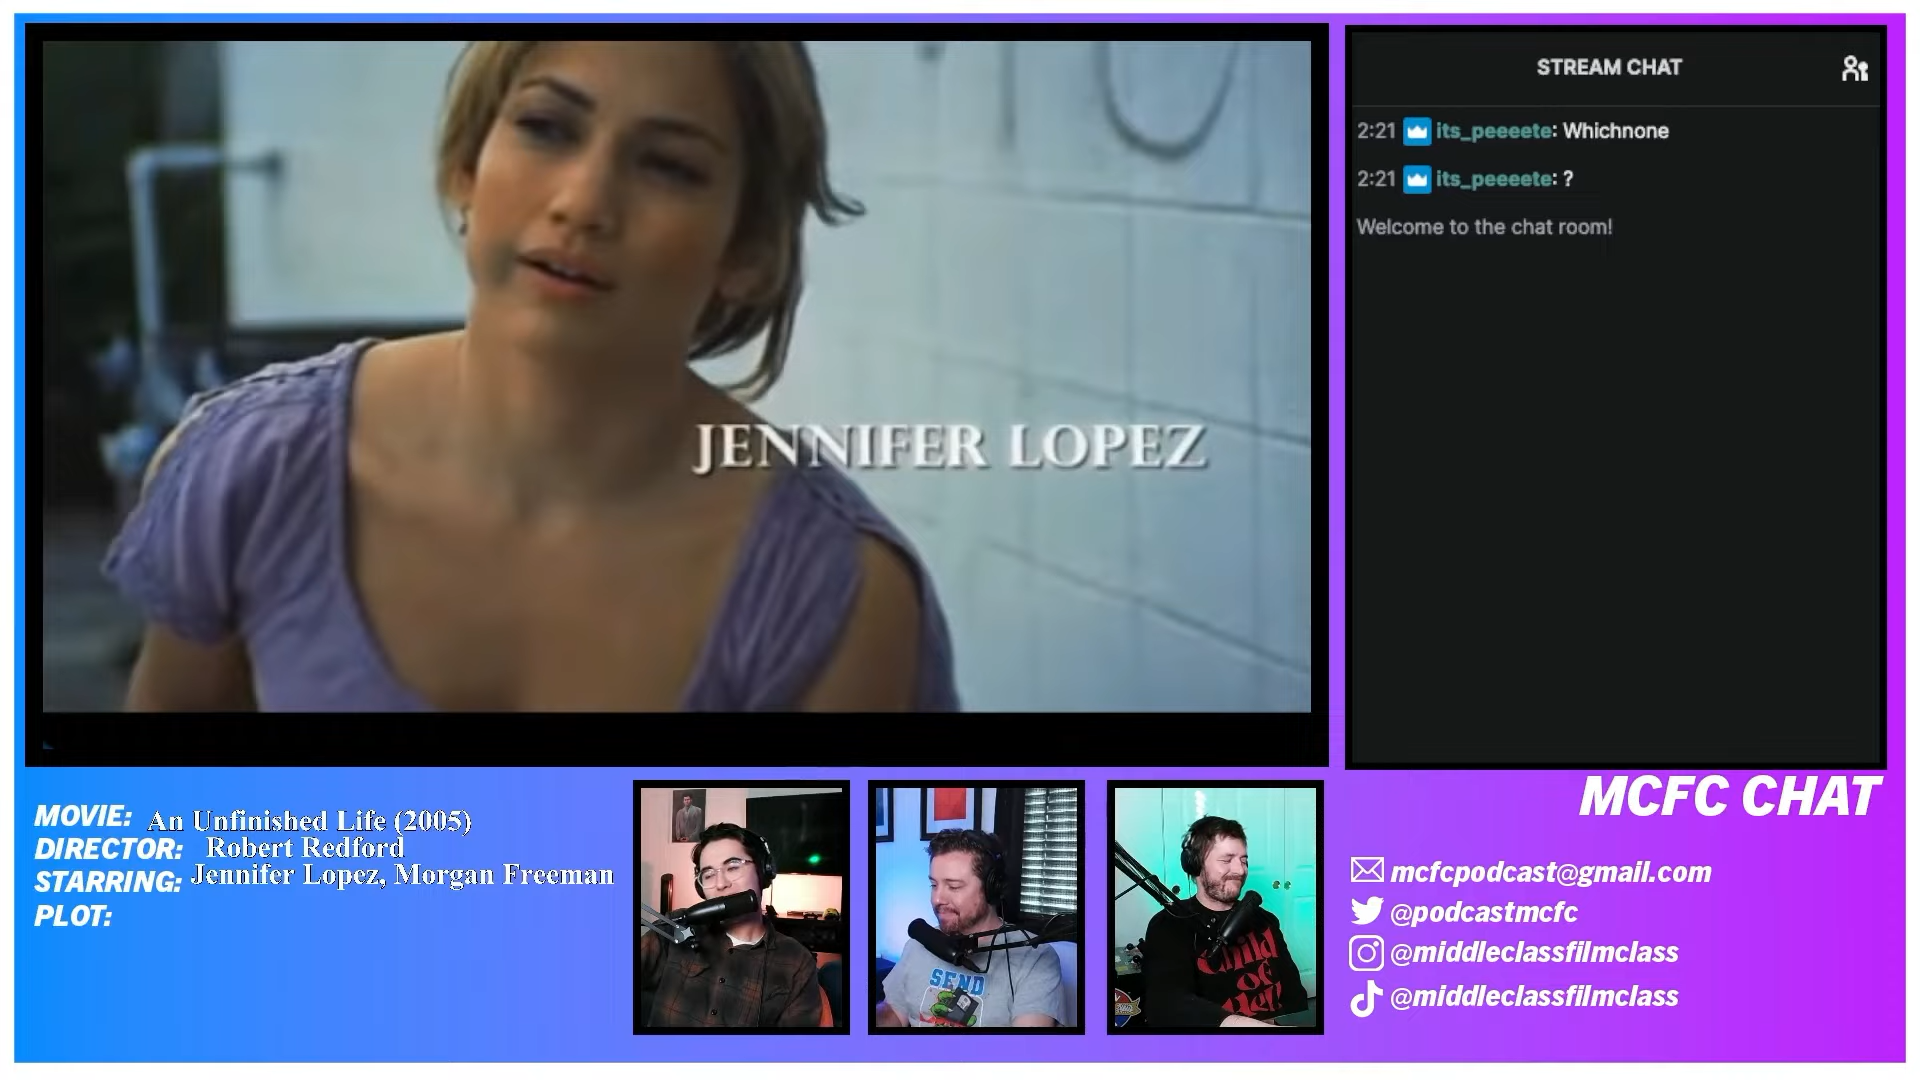 JENNIFER LOPEZ
STREAM CHAT
2:21 its_peeeete: Whichnone
2:21 its_peeeete: ?
Welcome to the chat room!
MCFC CHAT
MOVIE: An Unfinished Life (2005)
DIRECTOR: Robert Redford
STARRING: Jennifer Lopez, Morgan Freeman
PLOT:
SEND
Child
of
mcfcpodcast@gmail.com
@podcastmcfc
@middleclassfilmclass
@middleclassfilmclass